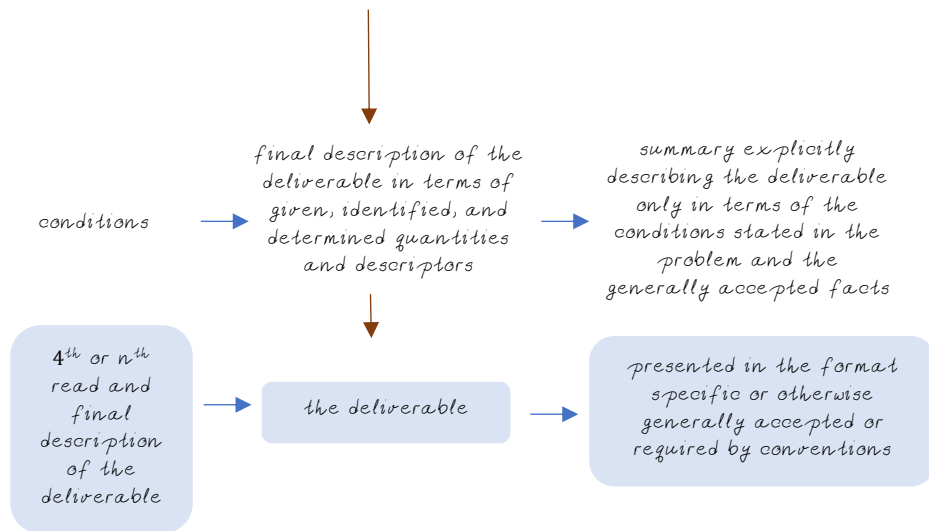 conditions
final description of the
deliverable in terms of
given, identified, and
determined quantities
and descriptors
summary explicitly
describing the deliverable
only in terms of the
conditions stated in the
problem and the
generally accepted facts
4th or nth
read and
final
description
of the
deliverable
the deliverable
presented in the format
specific or otherwise
generally accepted or
required by conventions